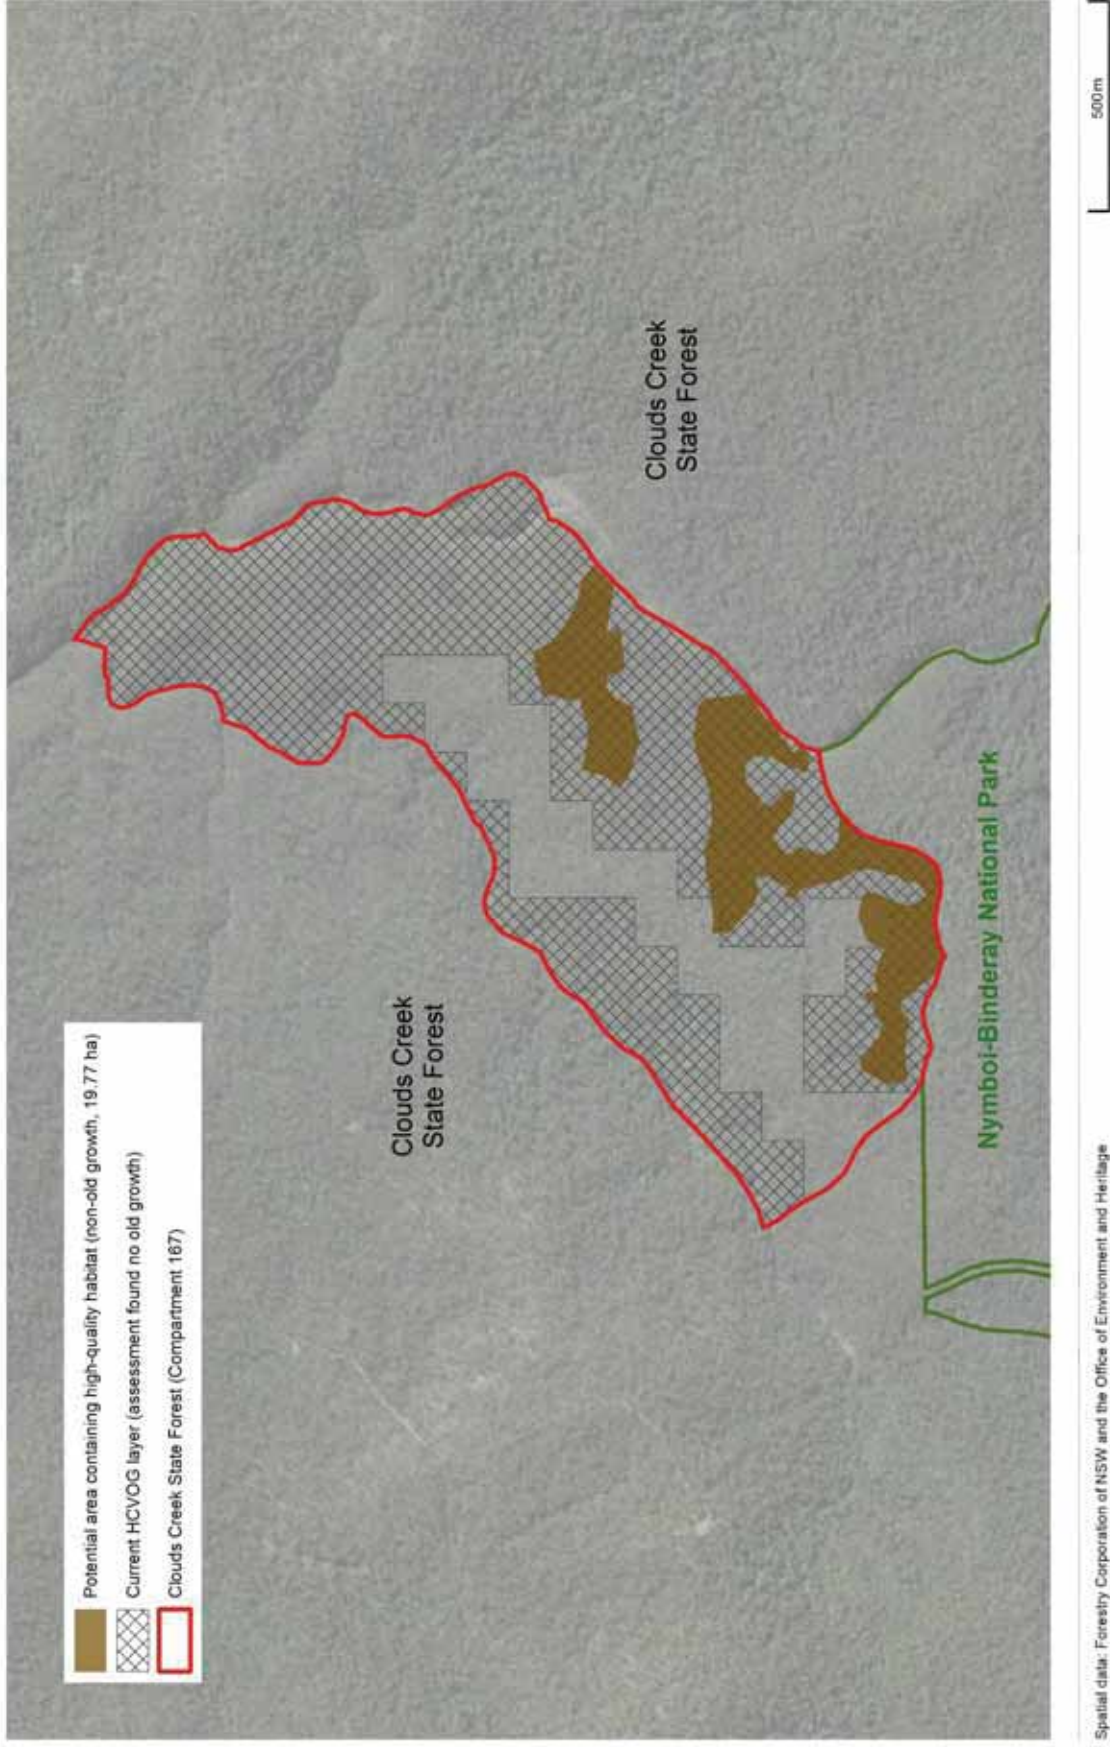 Potential area containing high-quality habitat (non-old growth, 19.77 ha)
Current HCVOG layer (assessment found no old growth)
Clouds Creek State Forest (Compartment 167)
Clouds Creek
State Forest
Clouds Creek
State Forest
Nymboi-Binderay National Park
Spatial data: Forestry Corporation of NSW and the Office of Environment and Heritage
500m